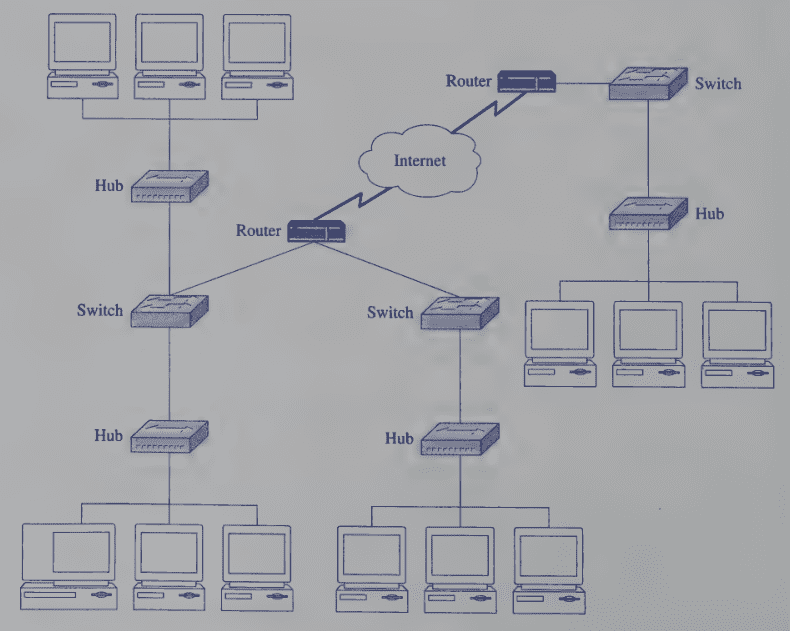 Router
Switch
Internet
Hub
Hub
Router
Switch
Switch
Hub
Hub